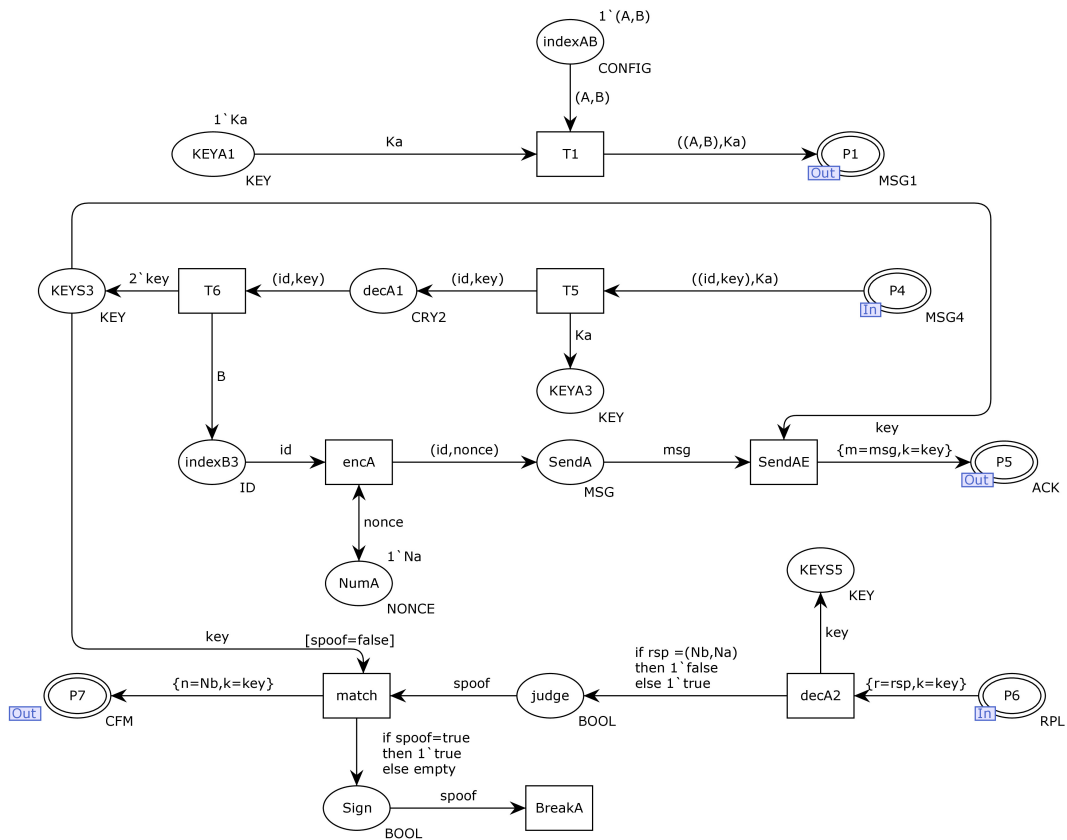 1`(A,B)
indexAB
CONFIG
(A,B)
1`Ka
KEYA1
KEY
Ka
T1
((A,B),Ka)
P1
Out
MSG1
KEYS3
KEY
2`key
T6
(id,key)
decA1
CRY2
(id,key)
T5
((id,key),Ka)
P4
In
MSG4
Ka
KEYA3
KEY
B
indexB3
ID
id
encA
(id,nonce)
SendA
MSG
msg
key
SendAE
{m=msg,k=key}
P5
Out
ACK
nonce
1`Na
NumA
NONCE
KEYS5
KEY
key
key
[spoof=false]
P7
Out
CFM
{n=Nb,k=key}
match
spoof
judge
BOOL
if rsp =(Nb,Na)
then 1`false
else 1`true
decA2
{r=rsp,k=key}
P6
In
RPL
if spoof=true
then 1`true
else empty
Sign
BOOL
spoof
BreakA